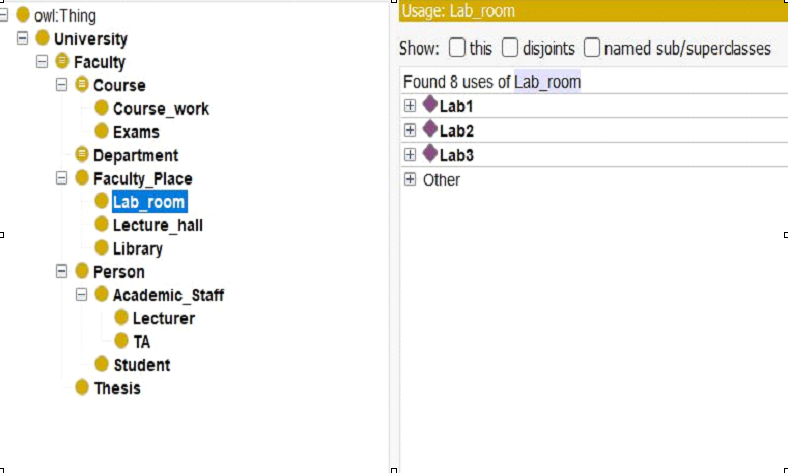 owl:Thing
University
Faculty
Course
Course_work
Exams
Department
Faculty_Place
Lab_room
Lecture_hall
Library
Person
Academic_Staff
Lecturer
TA
Student
Thesis
Usage: Lab_room
Show: this disjoints named sub/superclasses
Found 8 uses of Lab_room
Lab1
Lab2
Lab3
Other